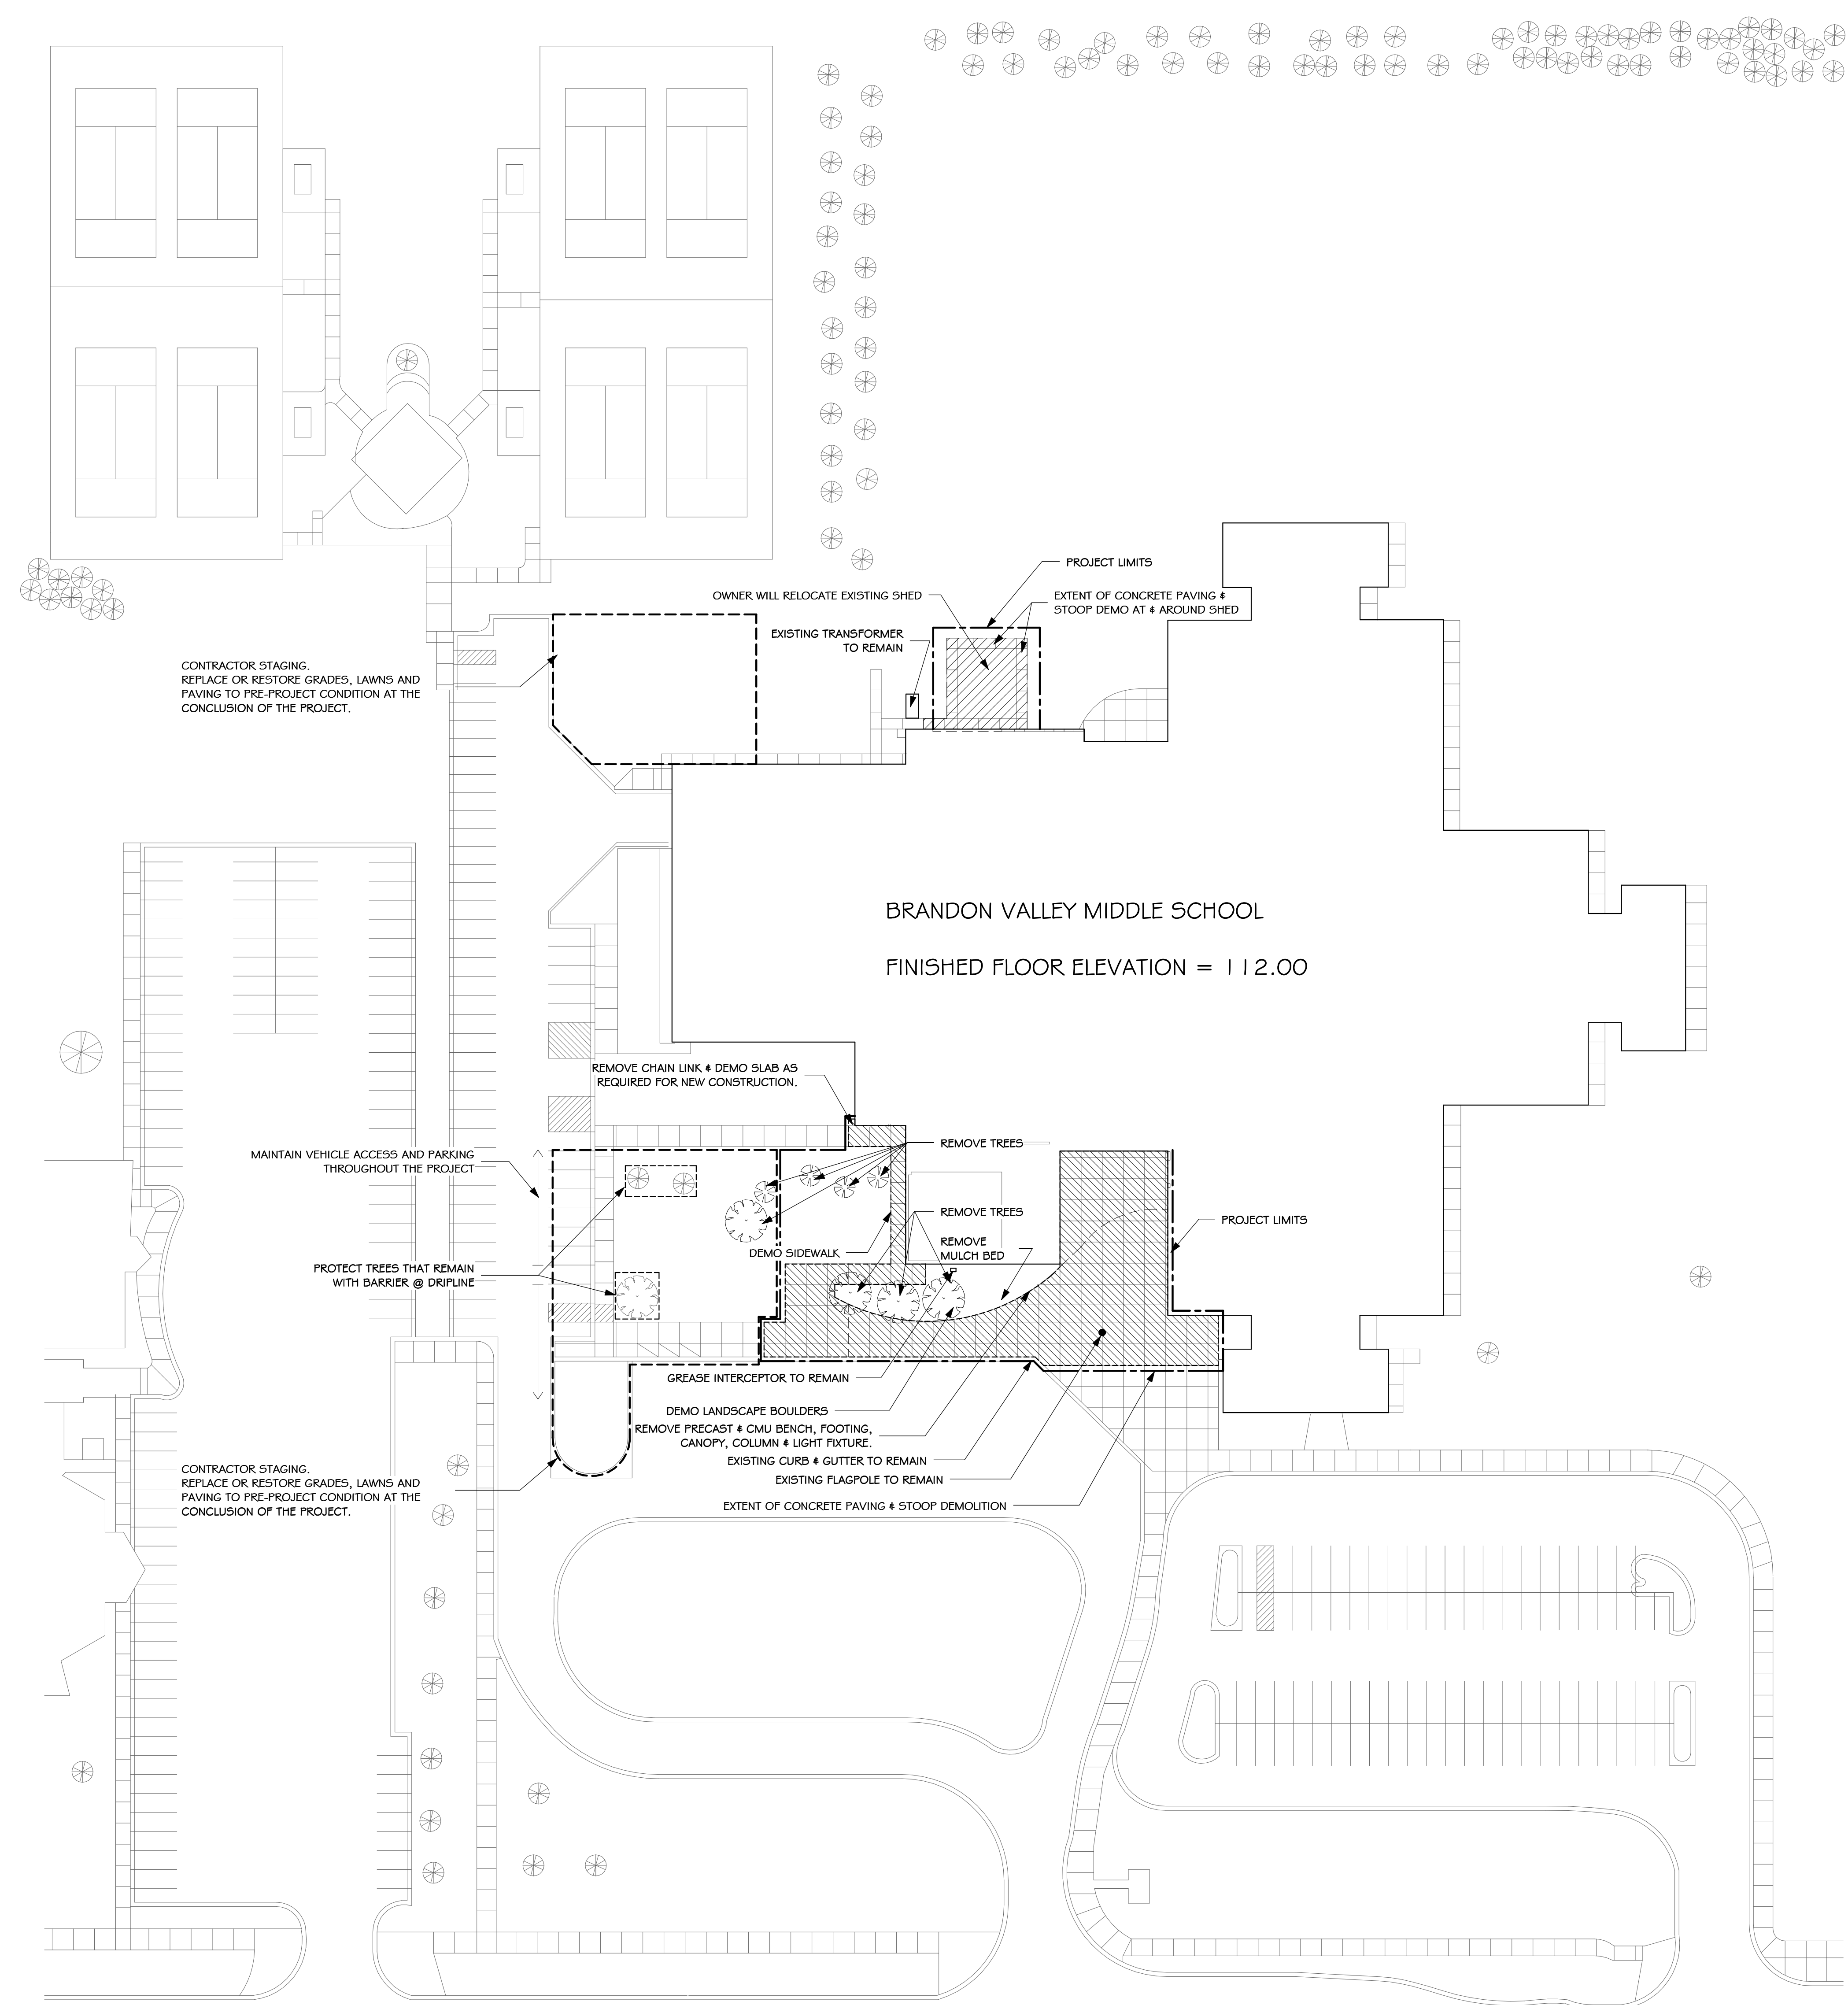 PROJECT LIMITS
OWNER WILL RELOCATE EXISTING SHED
EXTENT OF CONCRETE PAVING &
STOOP DEMO AT & AROUND SHED
EXISTING TRANSFORMER
TO REMAIN
CONTRACTOR STAGING.
REPLACE OR RESTORE GRADES, LAWNS AND
PAVING TO PRE-PROJECT CONDITION AT THE
CONCLUSION OF THE PROJECT.
BRANDON VALLEY MIDDLE SCHOOL
FINISHED FLOOR ELEVATION = 112.00
REMOVE CHAIN LINK & DEMO SLAB AS
REQUIRED FOR NEW CONSTRUCTION.
REMOVE TREES
MAINTAIN VEHICLE ACCESS AND PARKING
THROUGHOUT THE PROJECT
REMOVE TREES
PROJECT LIMITS
REMOVE
MULCH BED
DEMO SIDEWALK
PROTECT TREES THAT REMAIN
WITH BARRIER @ DRIPLINE
GREASE INTERCEPTOR TO REMAIN
DEMO LANDSCAPE BOULDERS
REMOVE PRECAST & CMU BENCH, FOOTING,
CANOPY, COLUMN & LIGHT FIXTURE.
EXISTING CURB & GUTTER TO REMAIN
EXISTING FLAGPOLE TO REMAIN
EXTENT OF CONCRETE PAVING & STOOP DEMOLITION
CONTRACTOR STAGING.
REPLACE OR RESTORE GRADES, LAWNS AND
PAVING TO PRE-PROJECT CONDITION AT THE
CONCLUSION OF THE PROJECT.